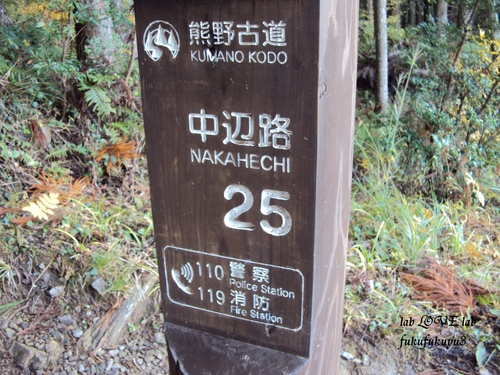 熊野古道
KUMANO KODO
中辺路
NAKAHECHI
25
110 警察
Police Station
119 消防
Fire Station
lab LOVE lab
fukufukupu3